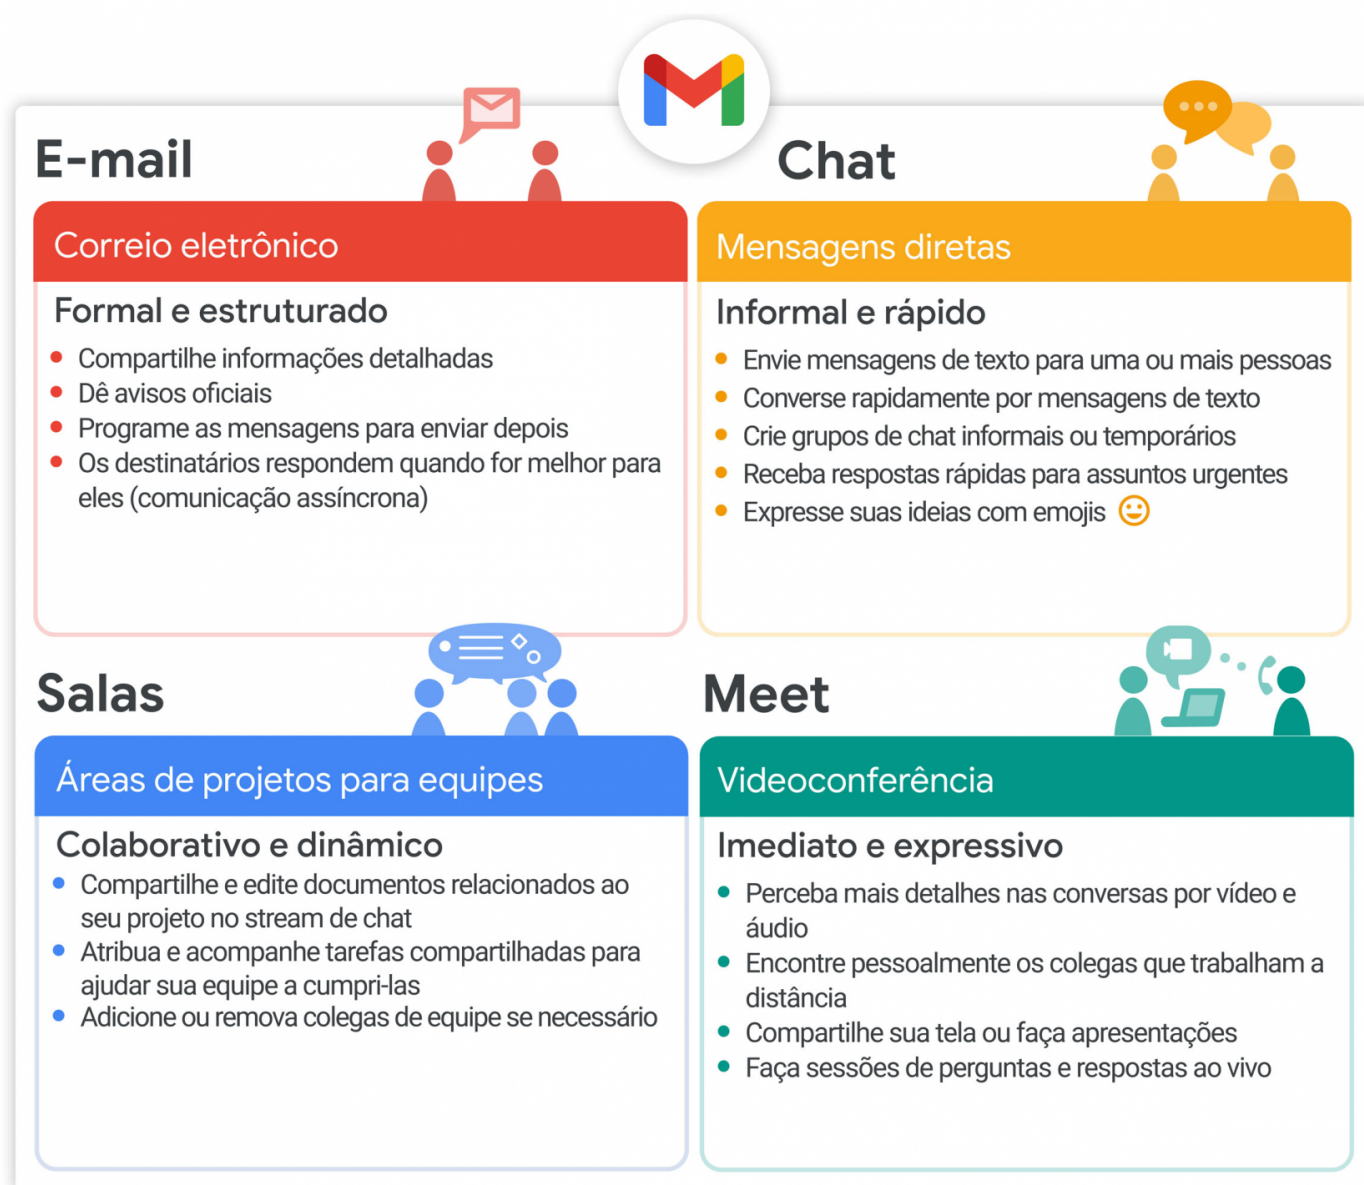 E-mail
Correio eletrônico
Formal e estruturado
• Compartilhe informações detalhadas
• Dê avisos oficiais
• Programe as mensagens para enviar depois
• Os destinatários respondem quando for melhor para
eles (comunicação assíncrona)
Chat
Mensagens diretas
Informal e rápido
• Envie mensagens de texto para uma ou mais pessoas
• Converse rapidamente por mensagens de texto
• Crie grupos de chat informais ou temporários
• Receba respostas rápidas para assuntos urgentes
• Expresse suas ideias com emojis
Salas
Áreas de projetos para equipes
Colaborativo e dinâmico
• Compartilhe e edite documentos relacionados ao
seu projeto no stream de chat
• Atribua e acompanhe tarefas compartilhadas para
ajudar sua equipe a cumpri-las
• Adicione ou remova colegas de equipe se necessário
Meet
Videoconferência
Imediato e expressivo
• Perceba mais detalhes nas conversas por vídeo e
áudio
• Encontre pessoalmente os colegas que trabalham a
distância
• Compartilhe sua tela ou faça apresentações
• Faça sessões de perguntas e respostas ao vivo